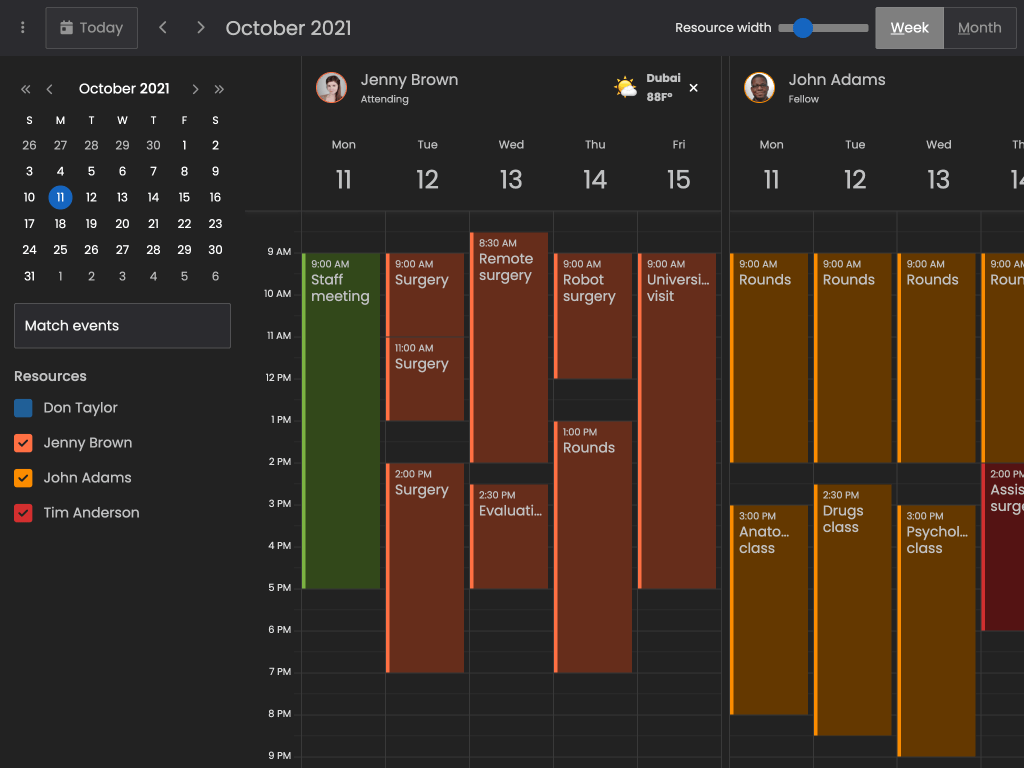 Today
October 2021
Resource width
Week
Month
October 2021
S M T W T F S
26 27 28 29 30 1 2
3 4 5 6 7 8 9
10 11 12 13 14 15 16
17 18 19 20 21 22 23
24 25 26 27 28 29 30
31 1 2 3 4 5 6
Match events
Resources
Don Taylor
Jenny Brown
John Adams
Tim Anderson
Jenny Brown
Attending
Dubai
88Fº
John Adams
Fellow
Mon Tue Wed Thu Fri
11 12 13 14 15
Mon Tue Wed Th
11 12 13 14
9 AM
10 AM
11 AM
12 PM
1 PM
2 PM
3 PM
4 PM
5 PM
6 PM
7 PM
8 PM
9 PM
9:00 AM
Staff
meeting
9:00 AM
Surgery
11:00 AM
Surgery
2:00 PM
Surgery
8:30 AM
Remote
surgery
2:30 PM
Evaluati...
9:00 AM
Robot
surgery
1:00 PM
Rounds
9:00 AM
Universi...
visit
9:00 AM
Rounds
3:00 PM
Anato...
class
9:00 AM
Rounds
2:30 PM
Drugs
class
9:00 AM
Rounds
3:00 PM
Psychol...
class
9:00 AM
Roun
2:00 PM
Assis
surge